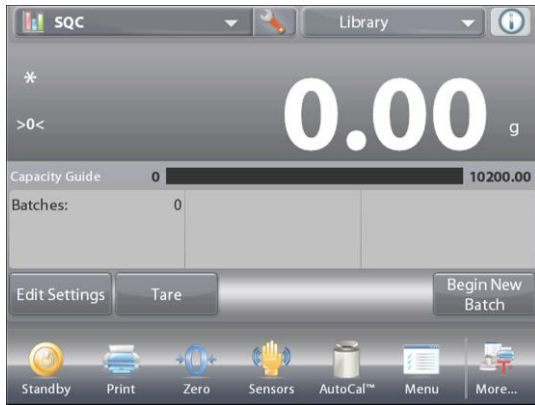 SQC
Library
*
>0<
0.00 g
Capacity Guide 0 10200.00
Batches: 0
Edit Settings
Tare
Begin New
Batch
Standby
Print
Zero
Sensors
AutoCal™
Menu
More...